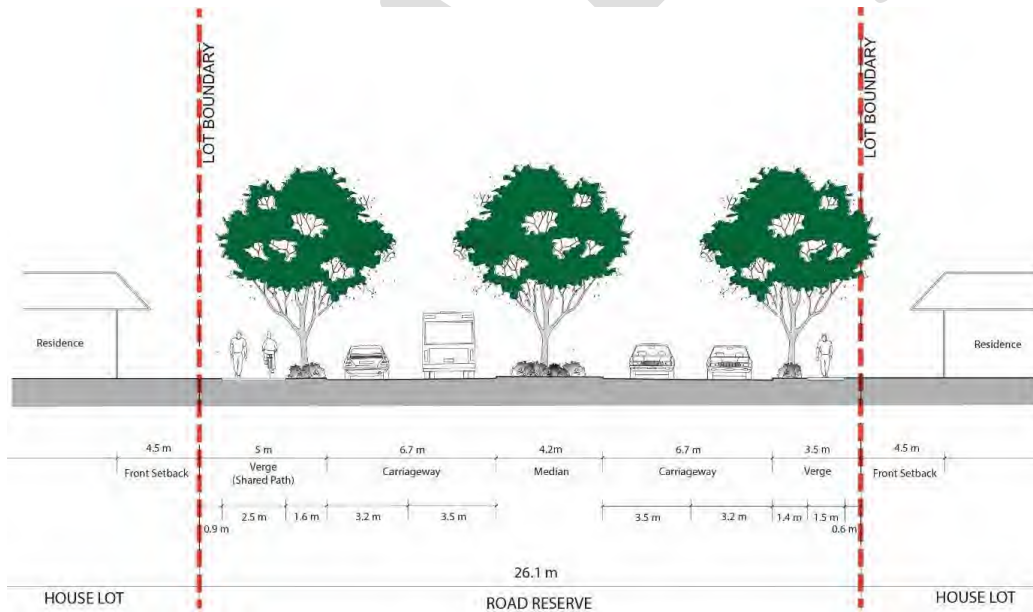 LOT BOUNDARY
LOT BOUNDARY
Residence
Residence
4.5 m
5 m
6.7 m
4.2m
6.7 m
3.5 m
4.5 m
Front Setback
Verge
(Shared Path)
Carriageway
Median
Carriageway
Verge
Front Setback
0.9 m
2.5 m
1.6 m
3.2 m
3.5 m
3.5 m
3.2 m
1.4 m
1.5 m
0.6 m
26.1 m
HOUSE LOT
ROAD RESERVE
HOUSE LOT